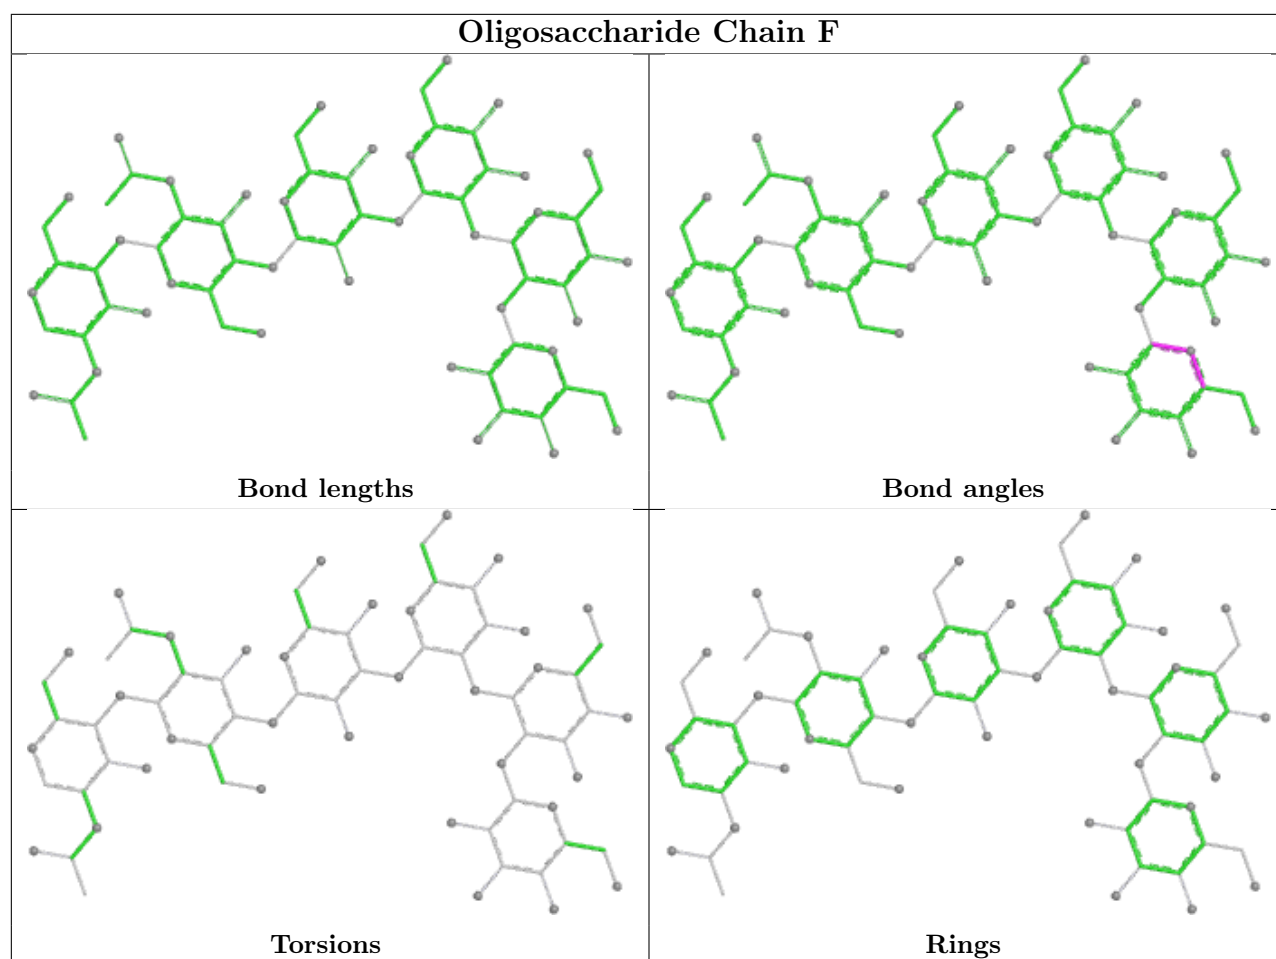 Oligosaccharide Chain F
Bond lengths
Bond angles
Torsions
Rings